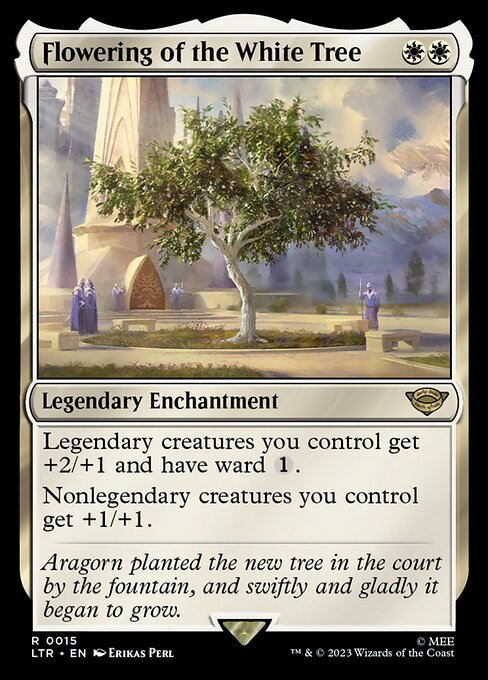 Flowering of the White Tree
Legendary Enchantment
Legendary creatures you control get
+2/+1 and have ward 1.
Nonlegendary creatures you control
get +1/+1.
Aragorn planted the new tree in the court
by the fountain, and swiftly and gladly it
began to grow.
R 0015
LTR • EN Erikas Perl
© MEE
™ & © 2023 Wizards of the Coast